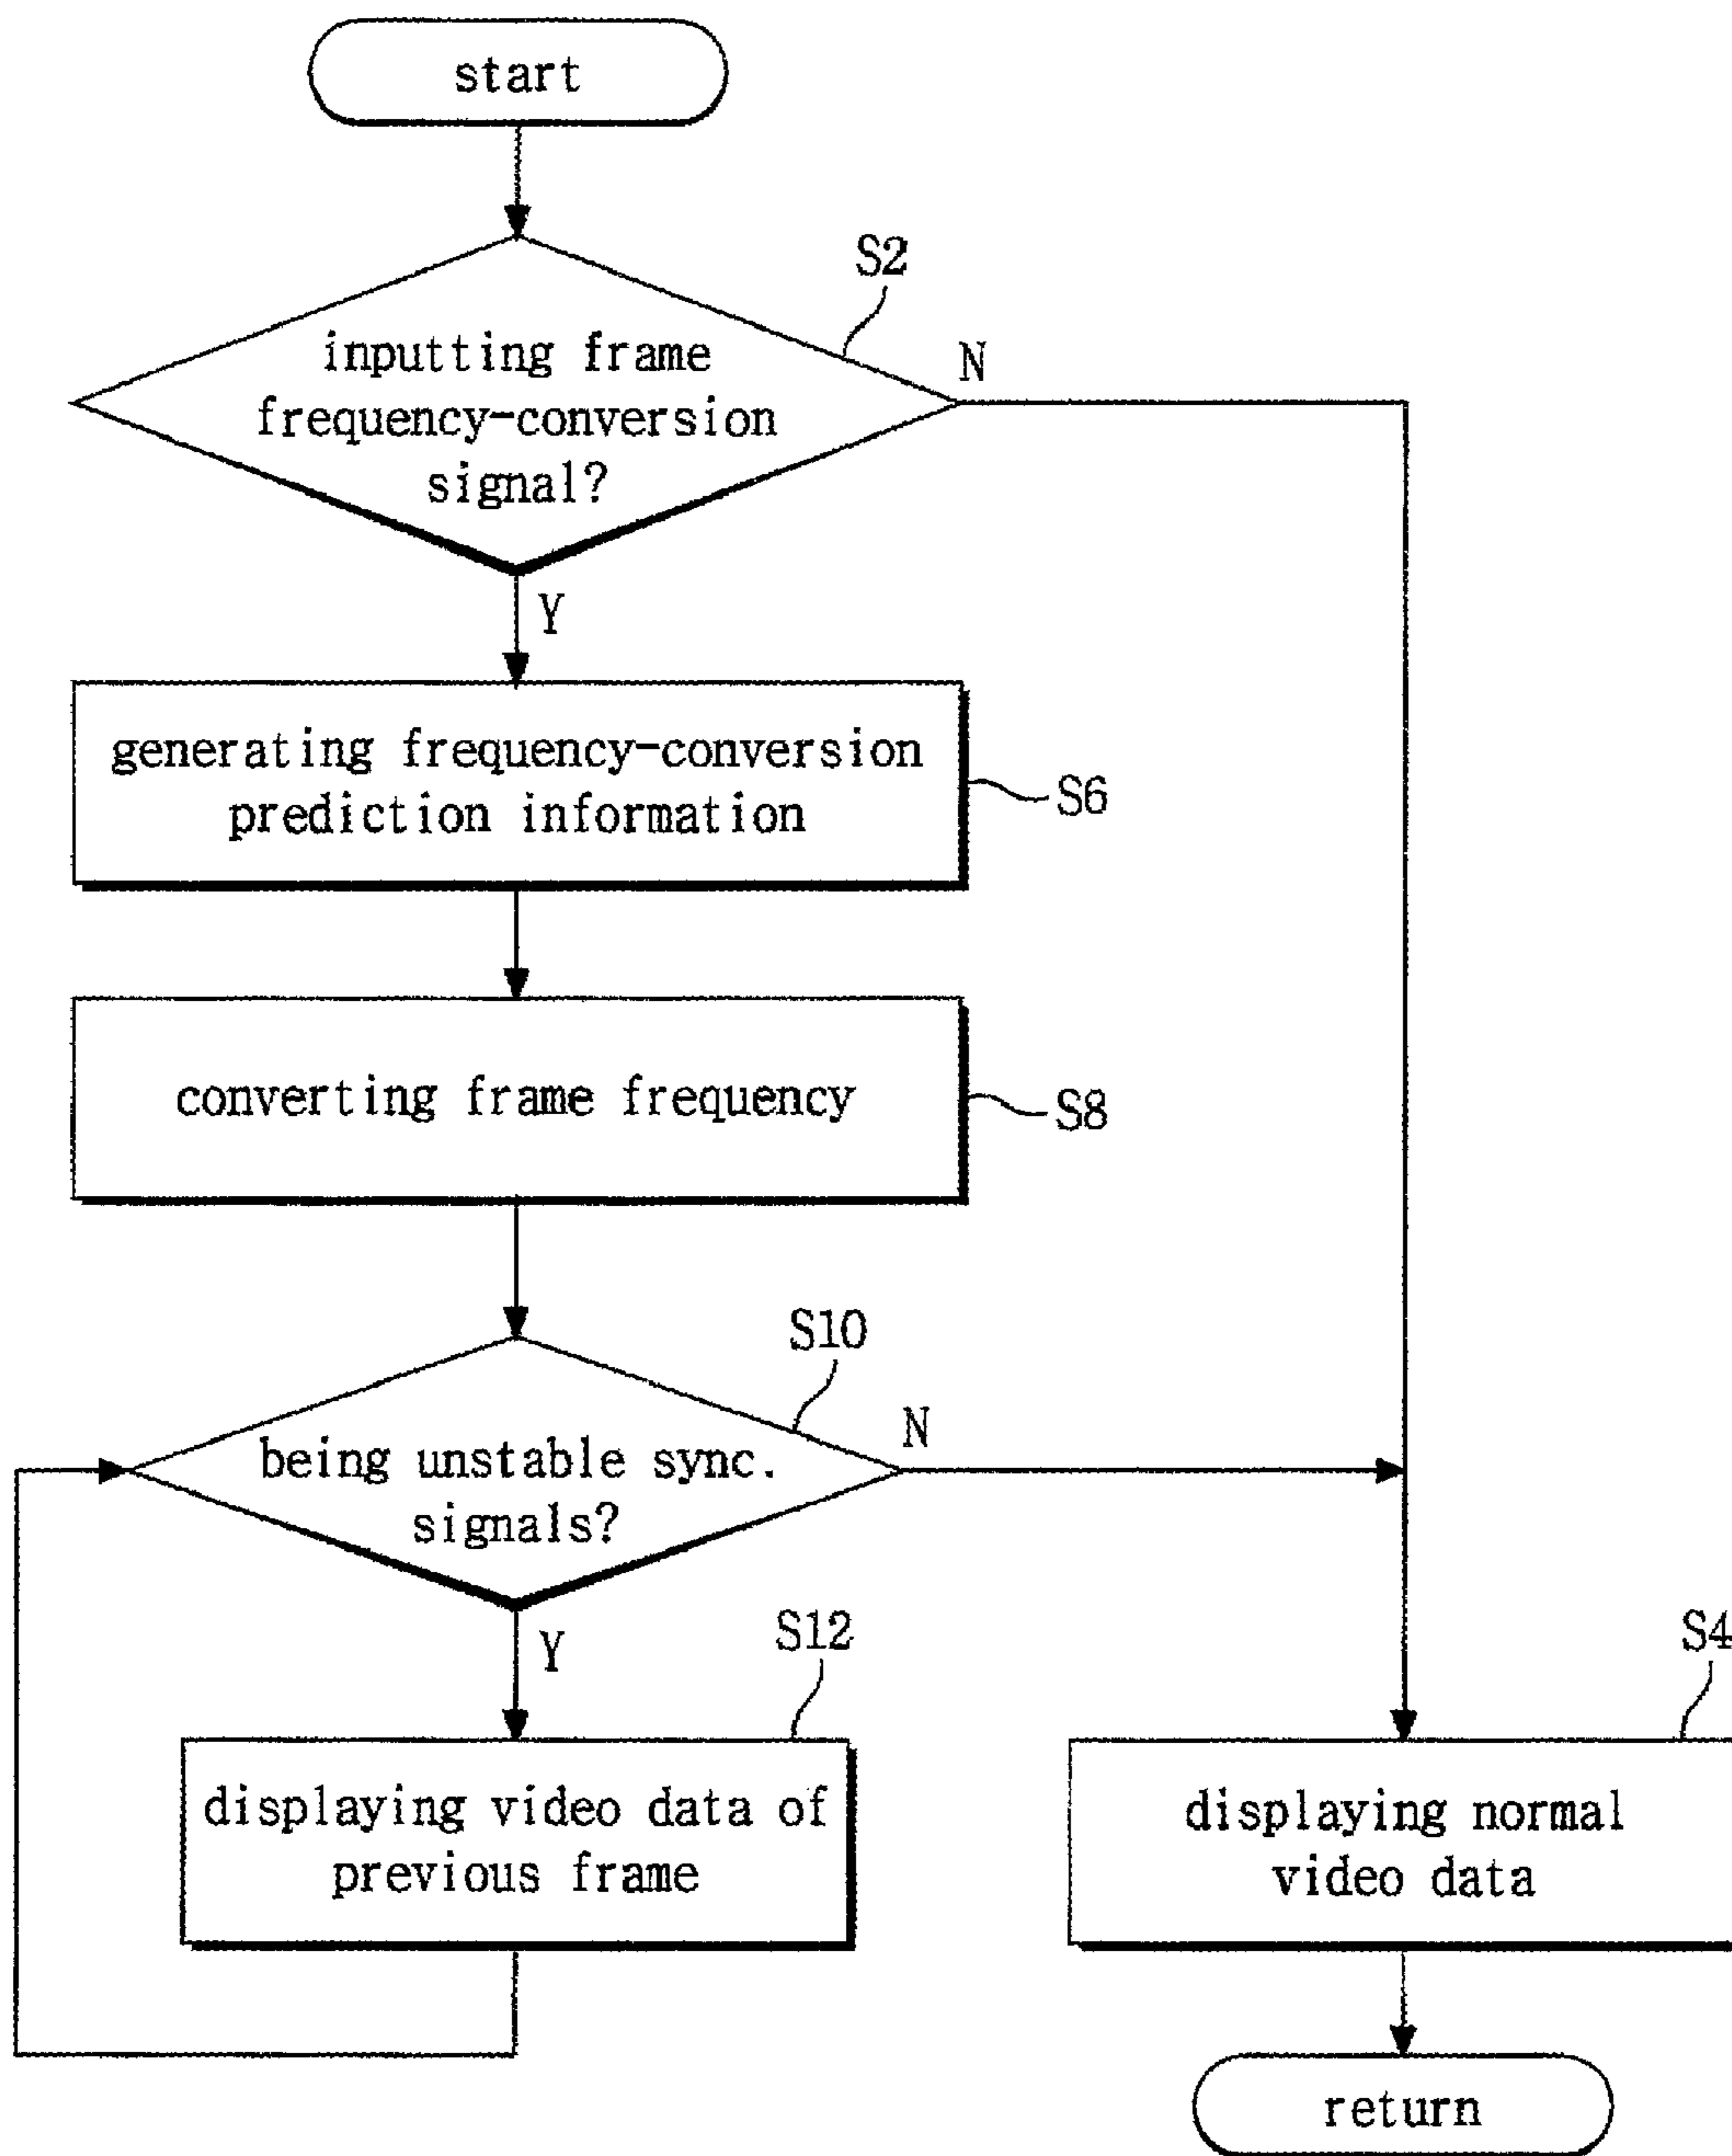 start
S2
inputting frame
frequency-conversion
signal?
N
Y
generating frequency-conversion
prediction information
S6
converting frame frequency
S8
S10
being unstable sync.
signals?
N
Y
S12
displaying video data of
previous frame
S4
displaying normal
video data
return